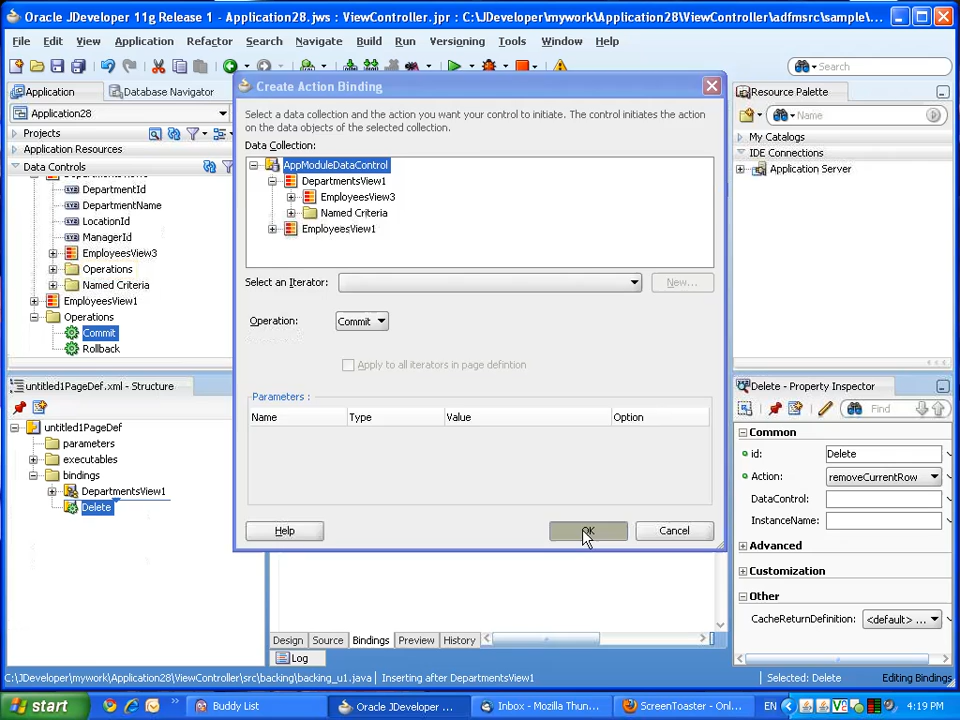 Oracle JDeveloper 11g Release 1 - Application28.jws : ViewController.jpr : C:\JDeveloper\mywork\Application28\ViewController\adfmsrc\sample\...
File Edit View Application Refactor Search Navigate Build Run Versioning Tools Window Help
Search
Application
Database Navigator
Application28
Projects
Application Resources
Data Controls
DepartmentId
DepartmentName
LocationId
ManagerId
EmployeesView3
Operations
Named Criteria
EmployeesView1
Operations
Commit
Rollback
untitled1PageDef.xml - Structure
untitled1PageDef
parameters
executables
bindings
DepartmentsView1
Delete
Create Action Binding
Select a data collection and the action you want your control to initiate. The control initiates the action
on the data objects of the selected collection.
Data Collection:
AppModuleDataControl
DepartmentsView1
EmployeesView3
Named Criteria
EmployeesView1
Select an Iterator:
New...
Operation: Commit
Apply to all iterators in page defintion
Parameters :
Name Type Value Option
Help OK Cancel
Design Source Bindings Preview History
Log
Resource Palette
Name
My Catalogs
IDE Connections
Application Server
Delete - Property Inspector
Find
Common
id: Delete
Action: removeCurrentRow
DataControl:
InstanceName:
Advanced
Customization
Other
CacheReturnDefinition: <default> ...
C:\JDeveloper\mywork\Application28\ViewController\src\backing\backing_u1.java Inserting after DepartmentsView1 Selected: Delete Editing Bindings
start Buddy List Oracle JDeveloper ... Inbox - Mozilla Thun... ScreenToaster - Onl... EN 4:19 PM